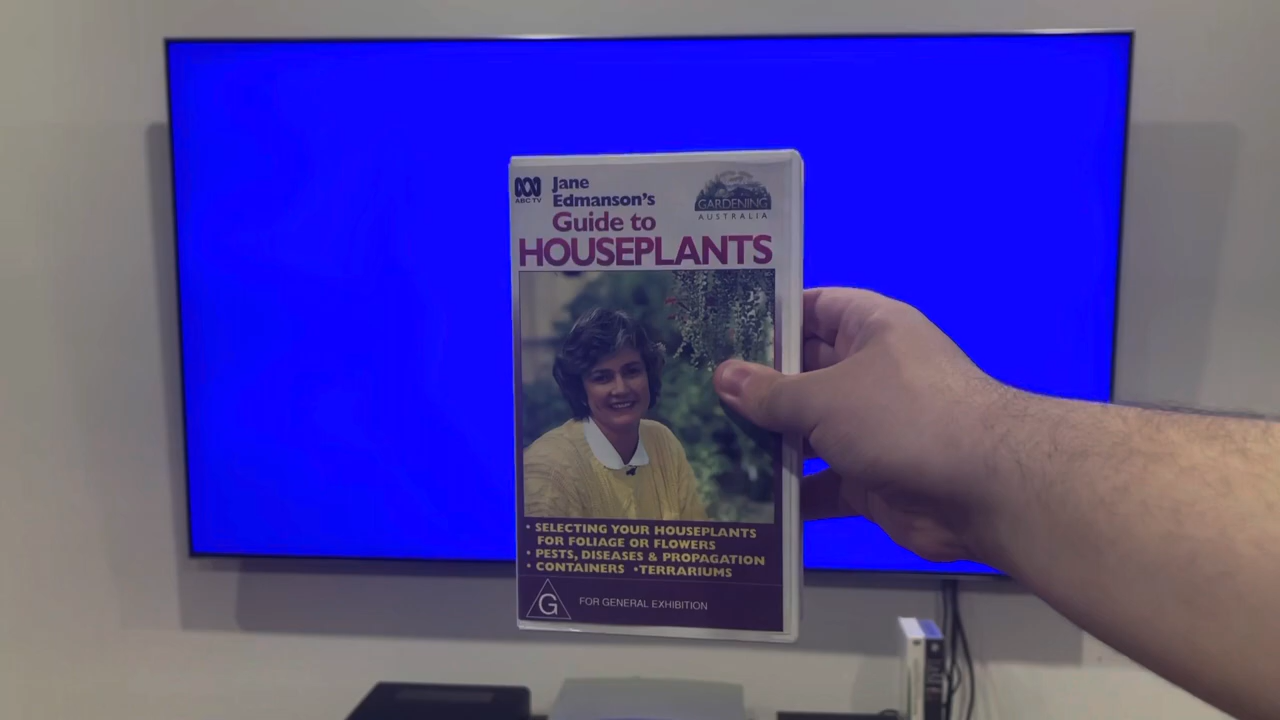 ABC TV
Jane
Edmanson's
Guide to
HOUSEPLANTS
GARDENING
AUSTRALIA
• SELECTING YOUR HOUSEPLANTS
FOR FOLIAGE OR FLOWERS
• PESTS, DISEASES & PROPAGATION
• CONTAINERS • TERRARIUMS
G FOR GENERAL EXHIBITION